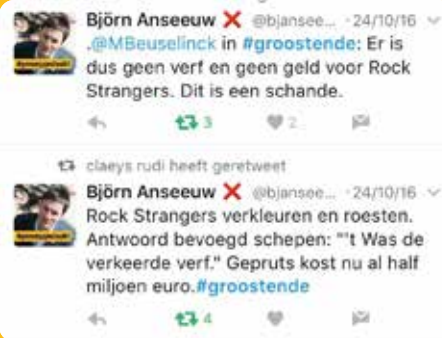 Björn Anseeuw ❌ @bjansee... ·24/10/16
.@MBeuselinck in #groostende: Er is
dus geen verf en geen geld voor Rock
Strangers. Dit is een schande.
3 2
claeys rudi heeft geretweet
Björn Anseeuw ❌ @bjansee... ·24/10/16
Rock Strangers verkleuren en roesten.
Antwoord bevoegd schepen: "'t Was de
verkeerde verf." Gepruts kost nu al half
miljoen euro.#groostende
4